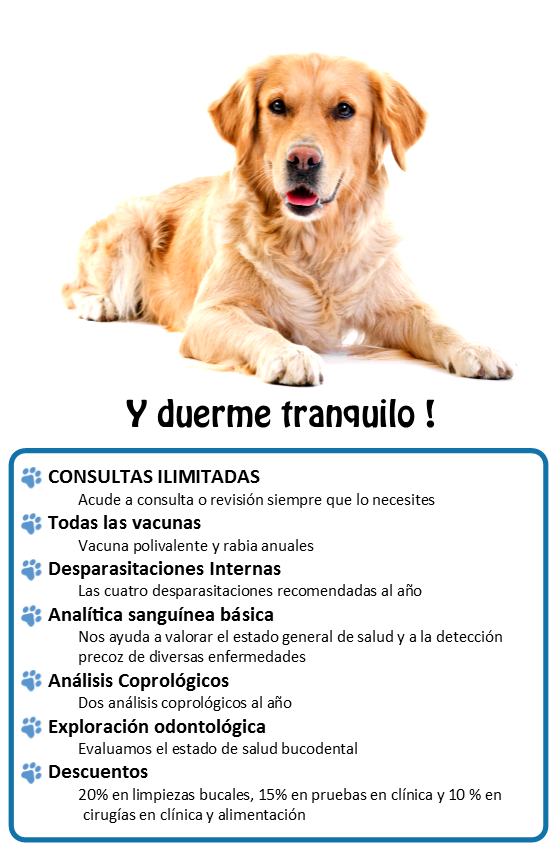 Y duerme tranquilo !
CONSULTAS ILIMITADAS
Acude a consulta o revisión siempre que lo necesites
Todas las vacunas
Vacuna polivalente y rabia anuales
Desparasitaciones Internas
Las cuatro desparasitaciones recomendadas al año
Analítica sanguínea básica
Nos ayuda a valorar el estado general de salud y a la detección
precoz de diversas enfermedades
Análisis Coprológicos
Dos análisis coprológicos al año
Exploración odontológica
Evaluamos el estado de salud bucodental
Descuentos
20% en limpiezas bucales, 15% en pruebas en clínica y 10 % en
cirugías en clínica y alimentación